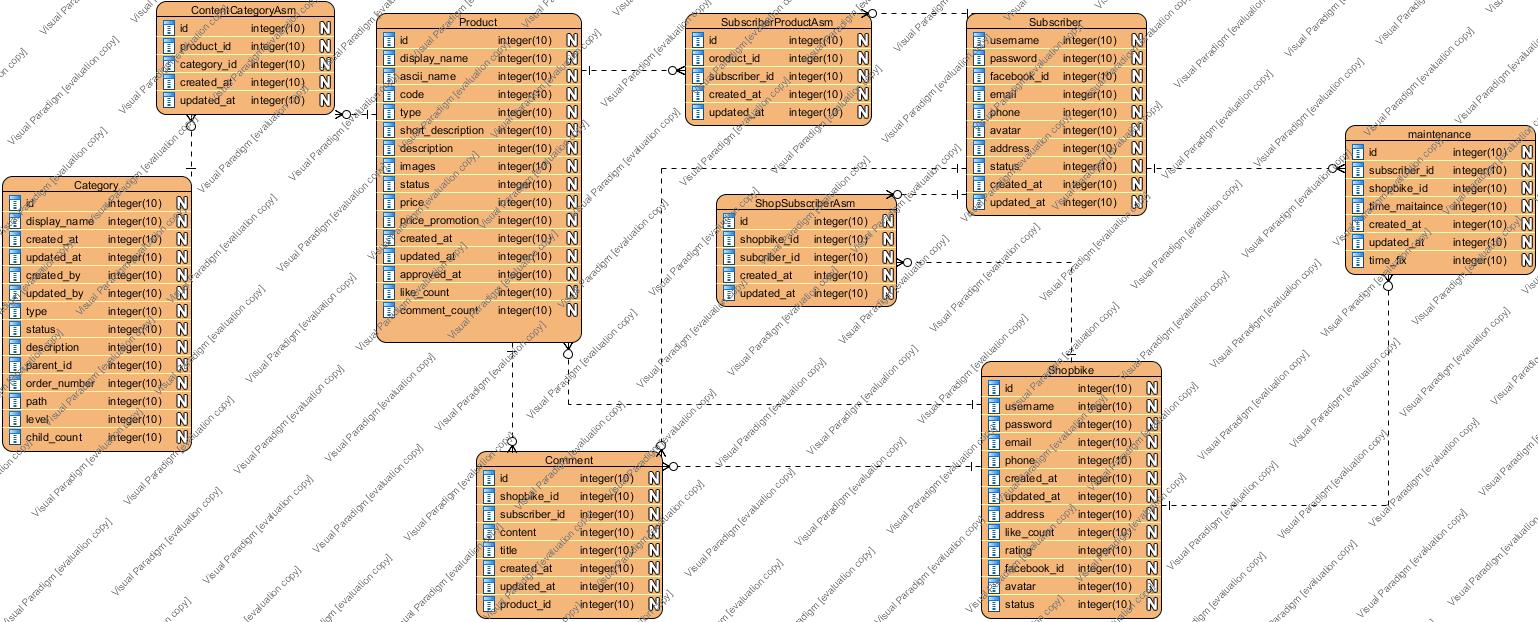 ContentCategoryAsm
id integer(10) N
product_id integer(10) N
category_id integer(10) N
created_at integer(10) N
updated_at integer(10) N
Category
id integer(10) N
display_name integer(10) N
created_at integer(10) N
updated_at integer(10) N
created_by integer(10) N
updated_by integer(10) N
type integer(10) N
status integer(10) N
description integer(10) N
parent_id integer(10) N
order_number integer(10) N
path integer(10) N
level integer(10) N
child_count integer(10) N
Product
id integer(10) N
display_name integer(10) N
ascii_name integer(10) N
code integer(10) N
type integer(10) N
short_description integer(10) N
description integer(10) N
images integer(10) N
status integer(10) N
price integer(10) N
price_promotion integer(10) N
created_at integer(10) N
updated_at integer(10) N
approved_at integer(10) N
like_count integer(10) N
comment_count integer(10) N
SubscriberProductAsm
id integer(10) N
oroduct_id integer(10) N
subscriber_id integer(10) N
created_at integer(10) N
updated_at integer(10) N
ShopSubscriberAsm
id integer(10) N
shopbike_id integer(10) N
subcriber_id integer(10) N
created_at integer(10) N
updated_at integer(10) N
Subscriber
username integer(10) N
password integer(10) N
facebook_id integer(10) N
email integer(10) N
phone integer(10) N
avatar integer(10) N
address integer(10) N
status integer(10) N
created_at integer(10) N
updated_at integer(10) N
maintenance
id integer(10) N
subscriber_id integer(10) N
shopbike_id integer(10) N
time_maitaince integer(10) N
created_at integer(10) N
updated_at integer(10) N
time_fix integer(10) N
Comment
id integer(10) N
shopbike_id integer(10) N
subscriber_id integer(10) N
content integer(10) N
title integer(10) N
created_at integer(10) N
updated_at integer(10) N
product_id integer(10) N
Shopbike
id integer(10) N
username integer(10) N
password integer(10) N
email integer(10) N
phone integer(10) N
created_at integer(10) N
updated_at integer(10) N
address integer(10) N
like_count integer(10) N
rating integer(10) N
facebook_id integer(10) N
avatar integer(10) N
status integer(10) N
Visual Paradigm [evaluation copy]